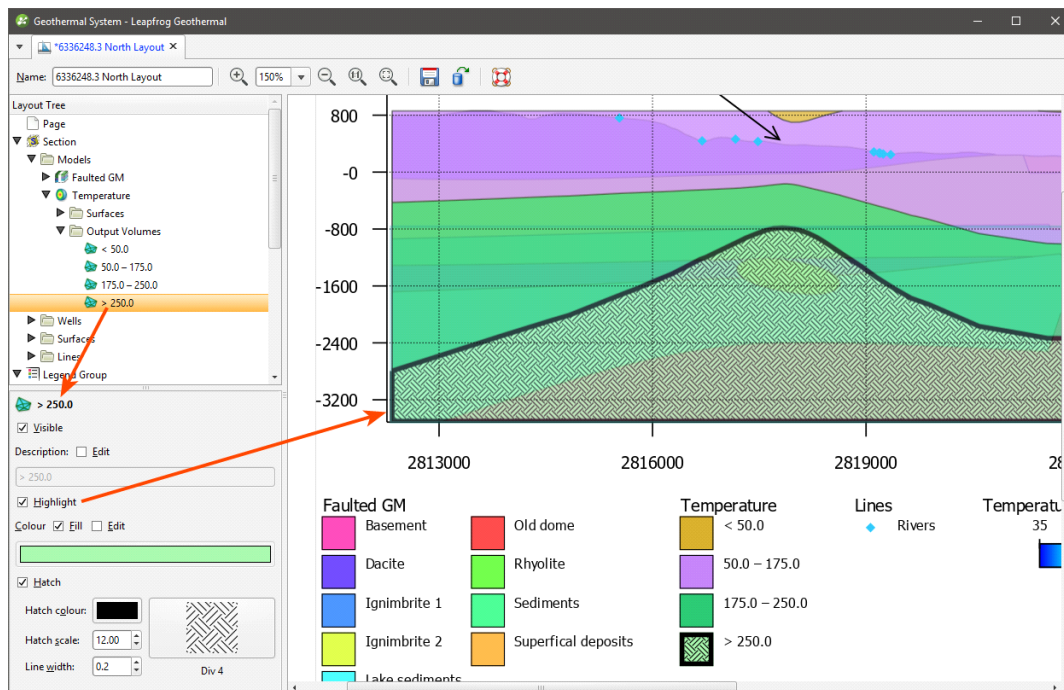 Geothermal System - Leapfrog Geothermal
*6336248.3 North Layout
Name: 6336248.3 North Layout
150%
Layout Tree
Page
Section
Models
Faulted GM
Temperature
Surfaces
Output Volumes
< 50.0
50.0 – 175.0
175.0 – 250.0
> 250.0
Wells
Surfaces
Lines
Legend Group
> 250.0
Visible
Description: Edit
> 250.0
Highlight
Colour Fill Edit
Hatch
Hatch colour:
Hatch scale: 12.00
Line width: 0.2
Div 4
800
-0
-800
-1600
-2400
-3200
2813000 2816000 2819000 28
Faulted GM
Basement
Dacite
Ignimbrite 1
Ignimbrite 2
Lake sediments
Old dome
Rhyolite
Sediments
Superfical deposits
Temperature
< 50.0
50.0 – 175.0
175.0 – 250.0
> 250.0
Lines
Rivers
Temperatu
35